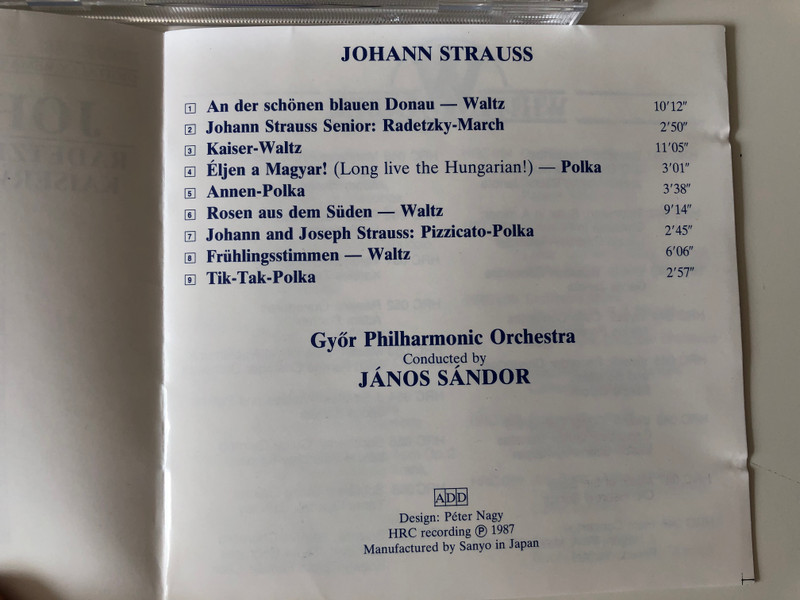 JOHANN STRAUSS
1 An der schönen blauen Donau — Waltz 10'12"
2 Johann Strauss Senior: Radetzky-March 2'50"
3 Kaiser-Waltz 11'05"
4 Éljen a Magyar! (Long live the Hungarian!) — Polka 3'01"
5 Annen-Polka 3'38"
6 Rosen aus dem Süden — Waltz 9'14"
7 Johann and Joseph Strauss: Pizzicato-Polka 2'45"
8 Frühlingsstimmen — Waltz 6'06"
9 Tik-Tak-Polka 2'57"
Győr Philharmonic Orchestra
Conducted by
JÁNOS SÁNDOR
ADD
Design: Péter Nagy
HRC recording ℗ 1987
Manufactured by Sanyo in Japan